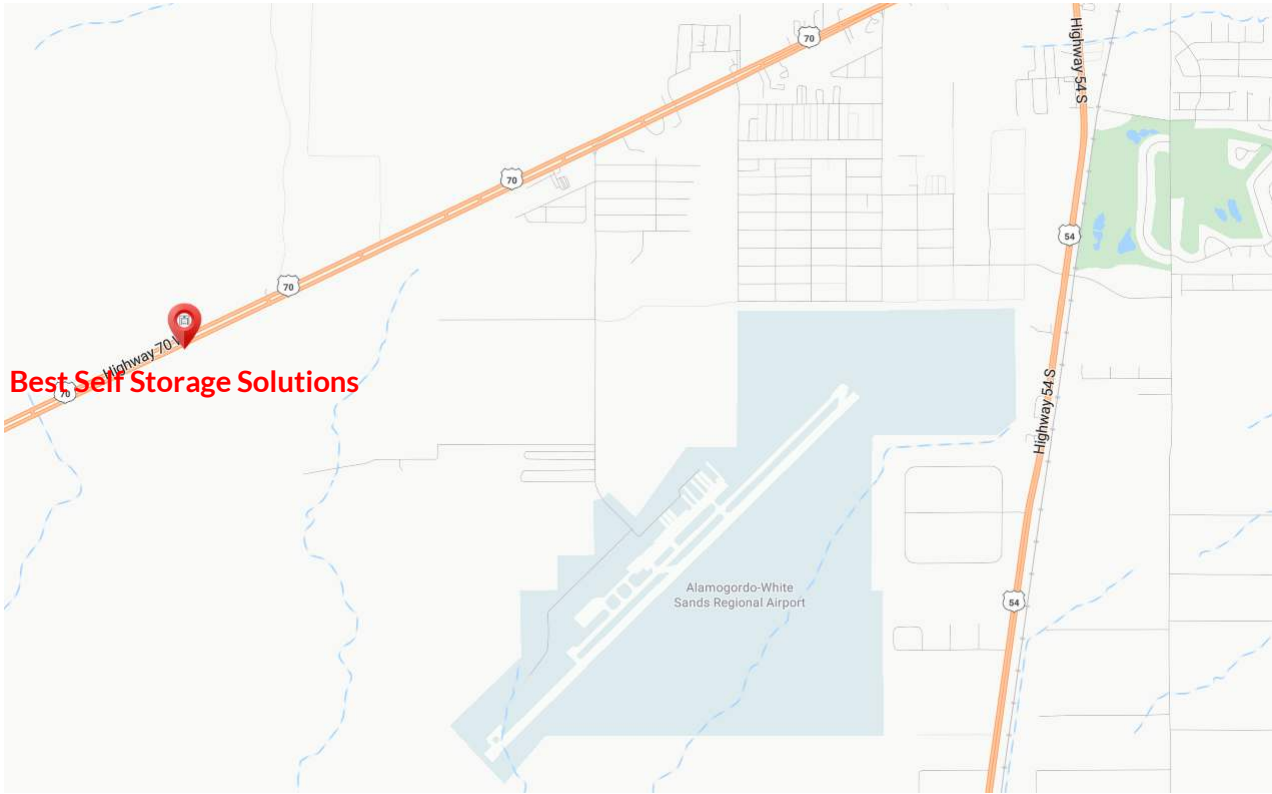 70
Highway 54 S
70
54
70
Highway 70 W
Best Self Storage Solutions
70
Highway 54 S
Alamogordo-White
Sands Regional Airport
54